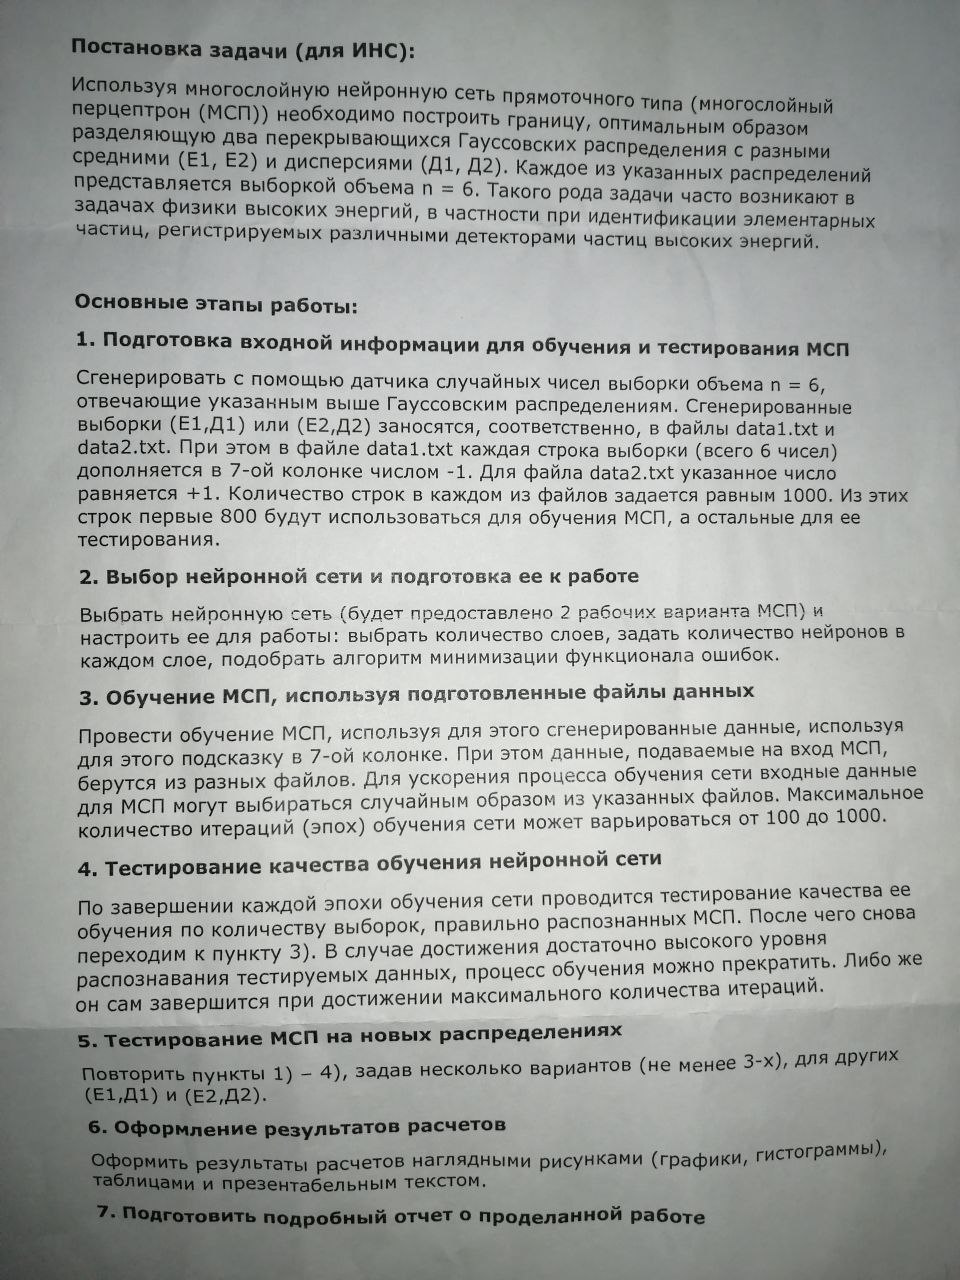 Постановка задачи (для ИНС):
Используя многослойную нейронную сеть прямоточного типа (многослойный
перцептрон (МСП)) необходимо построить границу, оптимальным образом
разделяющую два перекрывающихся Гауссовских распределения с разными
средними (Е1, Е2) и дисперсиями (Д1, Д2). Каждое из указанных распределений
представляется выборкой объема n = 6. Такого рода задачи часто возникают в
задачах физики высоких энергий, в частности при идентификации элементарных
частиц, регистрируемых различными детекторами частиц высоких энергий.
Основные этапы работы:
1. Подготовка входной информации для обучения и тестирования МСП
Сгенерировать с помощью датчика случайных чисел выборки объема n = 6,
отвечающие указанным выше Гауссовским распределениям. Сгенерированные
выборки (Е1,Д1) или (Е2,Д2) заносятся, соответственно, в файлы data1.txt и
data2.txt. При этом в файле data1.txt каждая строка выборки (всего 6 чисел)
дополняется в 7-ой колонке числом -1. Для файла data2.txt указанное число
равняется +1. Количество строк в каждом из файлов задается равным 1000. Из этих
строк первые 800 будут использоваться для обучения МСП, а остальные для ее
тестирования.
2. Выбор нейронной сети и подготовка ее к работе
Выбрать нейронную сеть (будет предоставлено 2 рабочих варианта МСП) и
настроить ее для работы: выбрать количество слоев, задать количество нейронов в
каждом слое, подобрать алгоритм минимизации функционала ошибок.
3. Обучение МСП, используя подготовленные файлы данных
Провести обучение МСП, используя для этого сгенерированные данные, используя
для этого подсказку в 7-ой колонке. При этом данные, подаваемые на вход МСП,
берутся из разных файлов. Для ускорения процесса обучения сети входные данные
для МСП могут выбираться случайным образом из указанных файлов. Максимальное
количество итераций (эпох) обучения сети может варьироваться от 100 до 1000.
4. Тестирование качества обучения нейронной сети
По завершении каждой эпохи обучения сети проводится тестирование качества ее
обучения по количеству выборок, правильно распознанных МСП. После чего снова
переходим к пункту 3). В случае достижения достаточно высокого уровня
распознавания тестируемых данных, процесс обучения можно прекратить. Либо же
он сам завершится при достижении максимального количества итераций.
5. Тестирование МСП на новых распределениях
Повторить пункты 1) – 4), задав несколько вариантов (не менее 3-х), для других
(Е1,Д1) и (Е2,Д2).
6. Оформление результатов расчетов
Оформить результаты расчетов наглядными рисунками (графики, гистограммы),
таблицами и презентабельным текстом.
7. Подготовить подробный отчет о проделанной работе